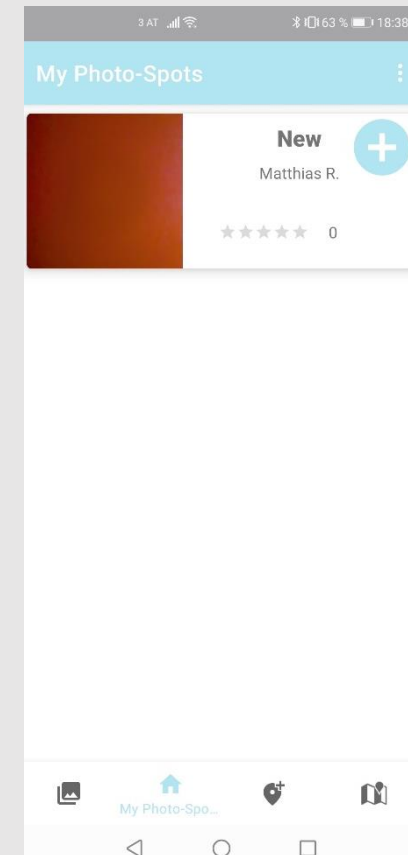 3 AT 63 % 18:38
My Photo-Spots
New
Matthias R.
0
My Photo-Spo...